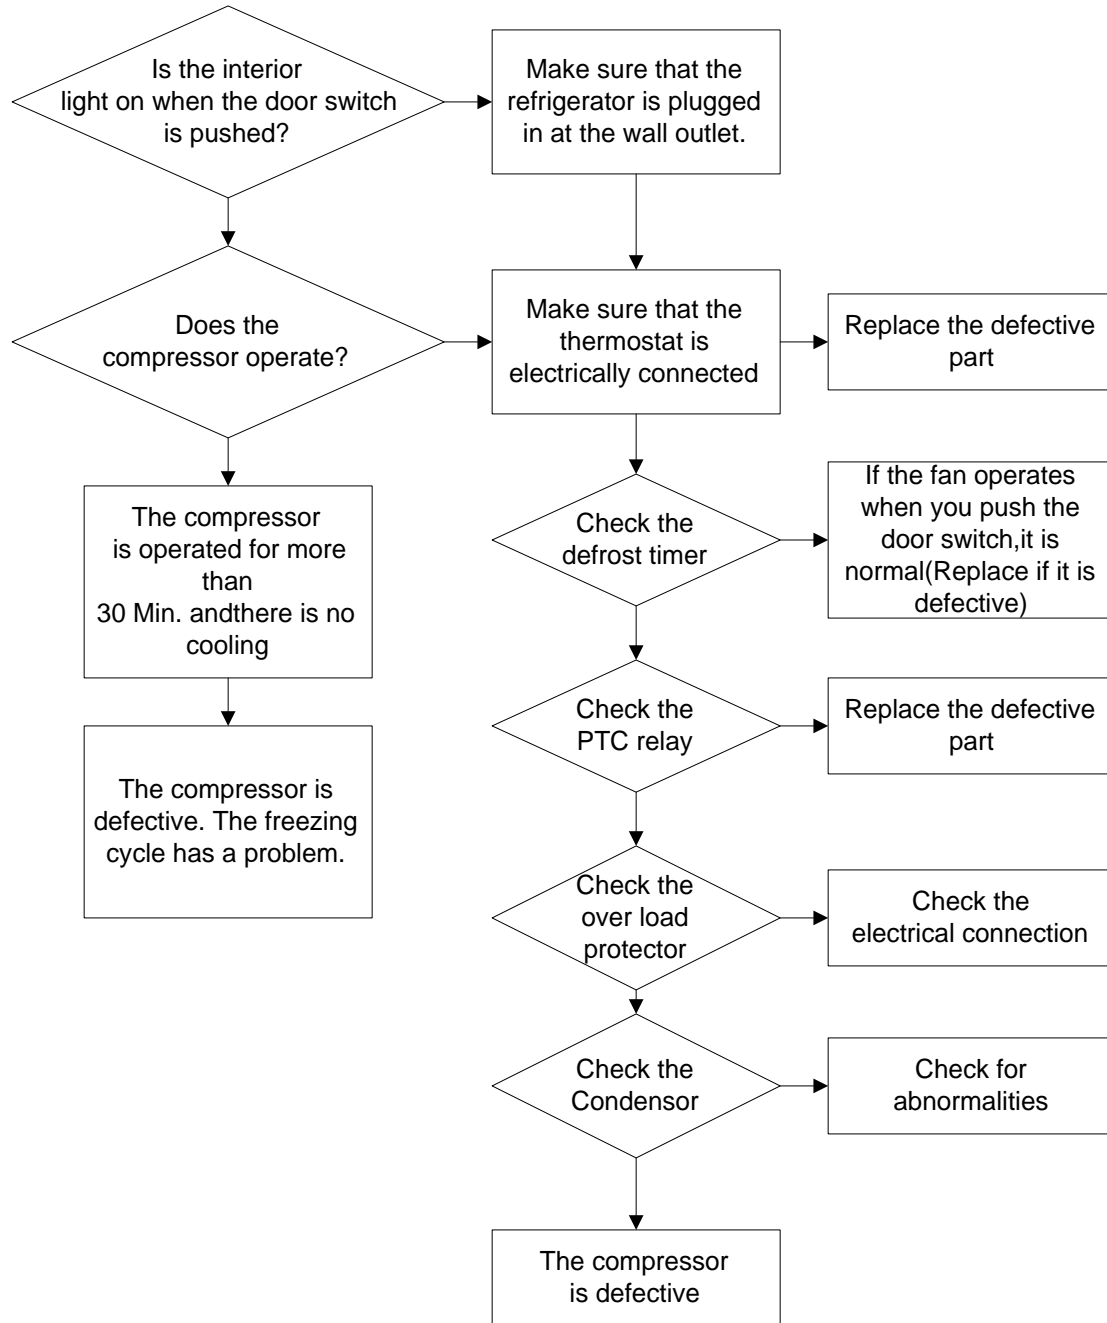 Is the interior
light on when the door switch
is pushed?
Make sure that the
refrigerator is plugged
in at the wall outlet.
Does the
compressor operate?
Make sure that the
thermostat is
electrically connected
Replace the defective
part
The compressor
is operated for more
than
30 Min. andthere is no
cooling
Check the
defrost timer
If the fan operates
when you push the
door switch,it is
normal(Replace if it is
defective)
Check the
PTC relay
Replace the defective
part
The compressor is
defective. The freezing
cycle has a problem.
Check the
over load
protector
Check the
electrical connection
Check the
Condensor
Check for
abnormalities
The compressor
is defective